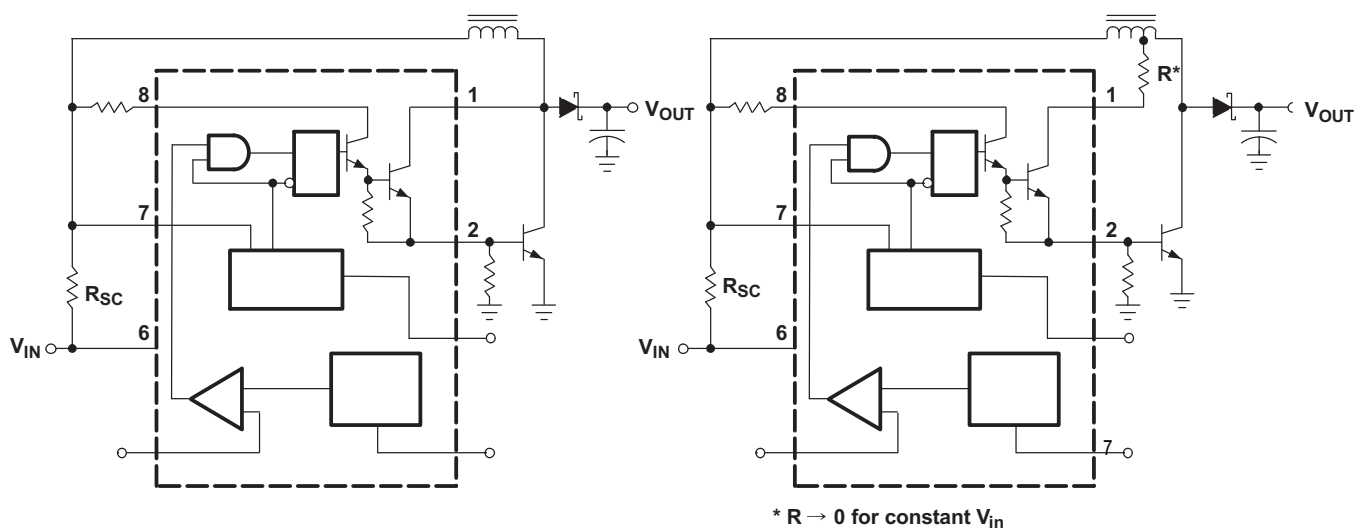 8
1
V_OUT
7
2
R_SC
6
V_IN
R*
8
1
V_OUT
7
2
R_SC
6
V_IN
7
* R → 0 for constant V_in